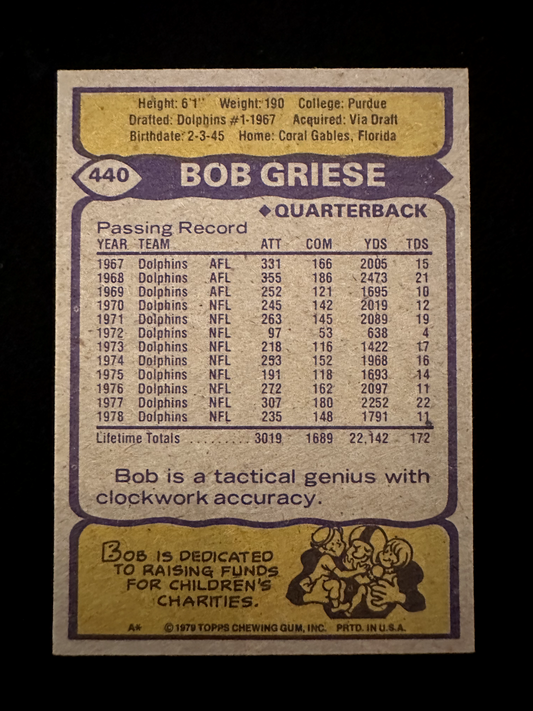 Height: 6'1" Weight: 190 College: Purdue
Drafted: Dolphins #1-1967 Acquired: Via Draft
Birthdate: 2-3-45 Home: Coral Gables, Florida
440 BOB GRIESE
◆QUARTERBACK
Passing Record
YEAR TEAM ATT COM YDS TDS
1967 Dolphins AFL 331 166 2005 15
1968 Dolphins AFL 355 186 2473 21
1969 Dolphins AFL 252 121 1695 10
1970 Dolphins NFL 245 142 2019 12
1971 Dolphins NFL 263 145 2089 19
1972 Dolphins NFL 97 53 638 4
1973 Dolphins NFL 218 116 1422 17
1974 Dolphins NFL 253 152 1968 16
1975 Dolphins NFL 191 118 1693 14
1976 Dolphins NFL 272 162 2097 11
1977 Dolphins NFL 307 180 2252 22
1978 Dolphins NFL 235 148 1791 11
Lifetime Totals ......... 3019 1689 22,142 172
Bob is a tactical genius with
clockwork accuracy.
BOB IS DEDICATED
TO RAISING FUNDS
FOR CHILDREN'S
CHARITIES.
A* © 1979 TOPPS CHEWING GUM, INC. PRTD. IN U.S.A.